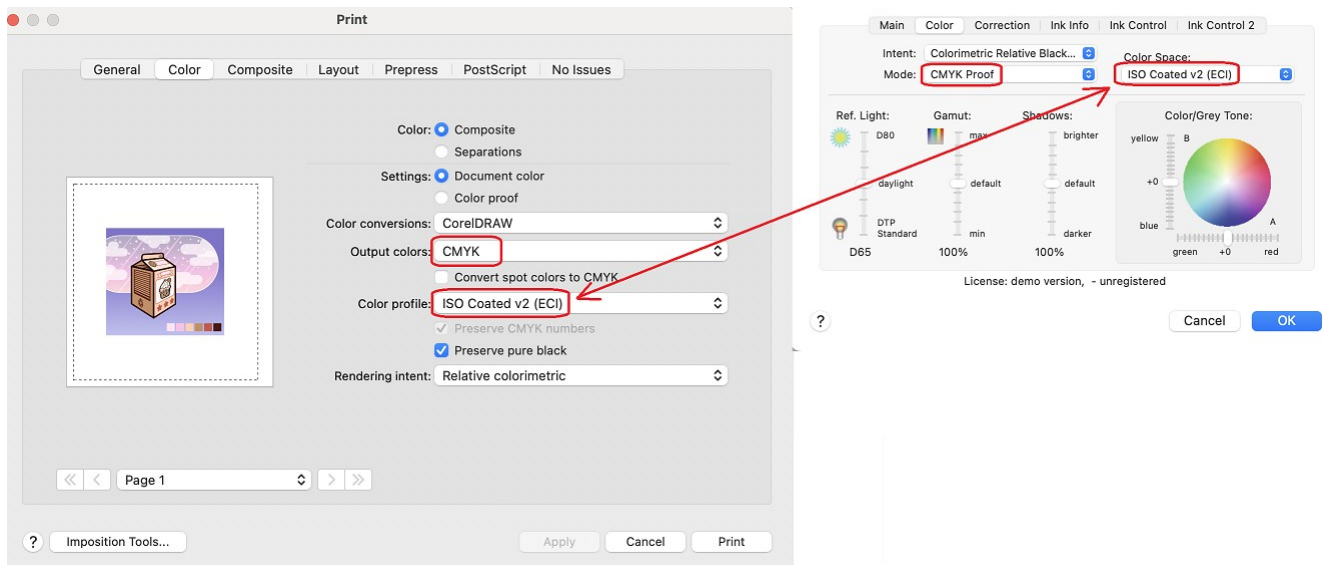 Print
General Color Composite Layout Prepress PostScript No Issues
Color: Composite
Separations
Settings: Document color
Color proof
Color conversions: CorelDRAW
Output colors: CMYK
Convert spot colors to CMYK
Color profile: ISO Coated v2 (ECI)
Preserve CMYK numbers
Preserve pure black
Rendering intent: Relative colorimetric
Page 1
? Imposition Tools... Apply Cancel Print
Main Color Correction Ink Info Ink Control Ink Control 2
Intent: Colorimetric Relative Black...
Color Space:
Mode: CMYK Proof ISO Coated v2 (ECI)
Ref. Light: Gamut: Shadows: Color/Grey Tone:
D80 max brighter yellow B
daylight default default +0
DTP
Standard min darker blue A
D65 100% 100% green +0 red
License: demo version, - unregistered
? Cancel OK